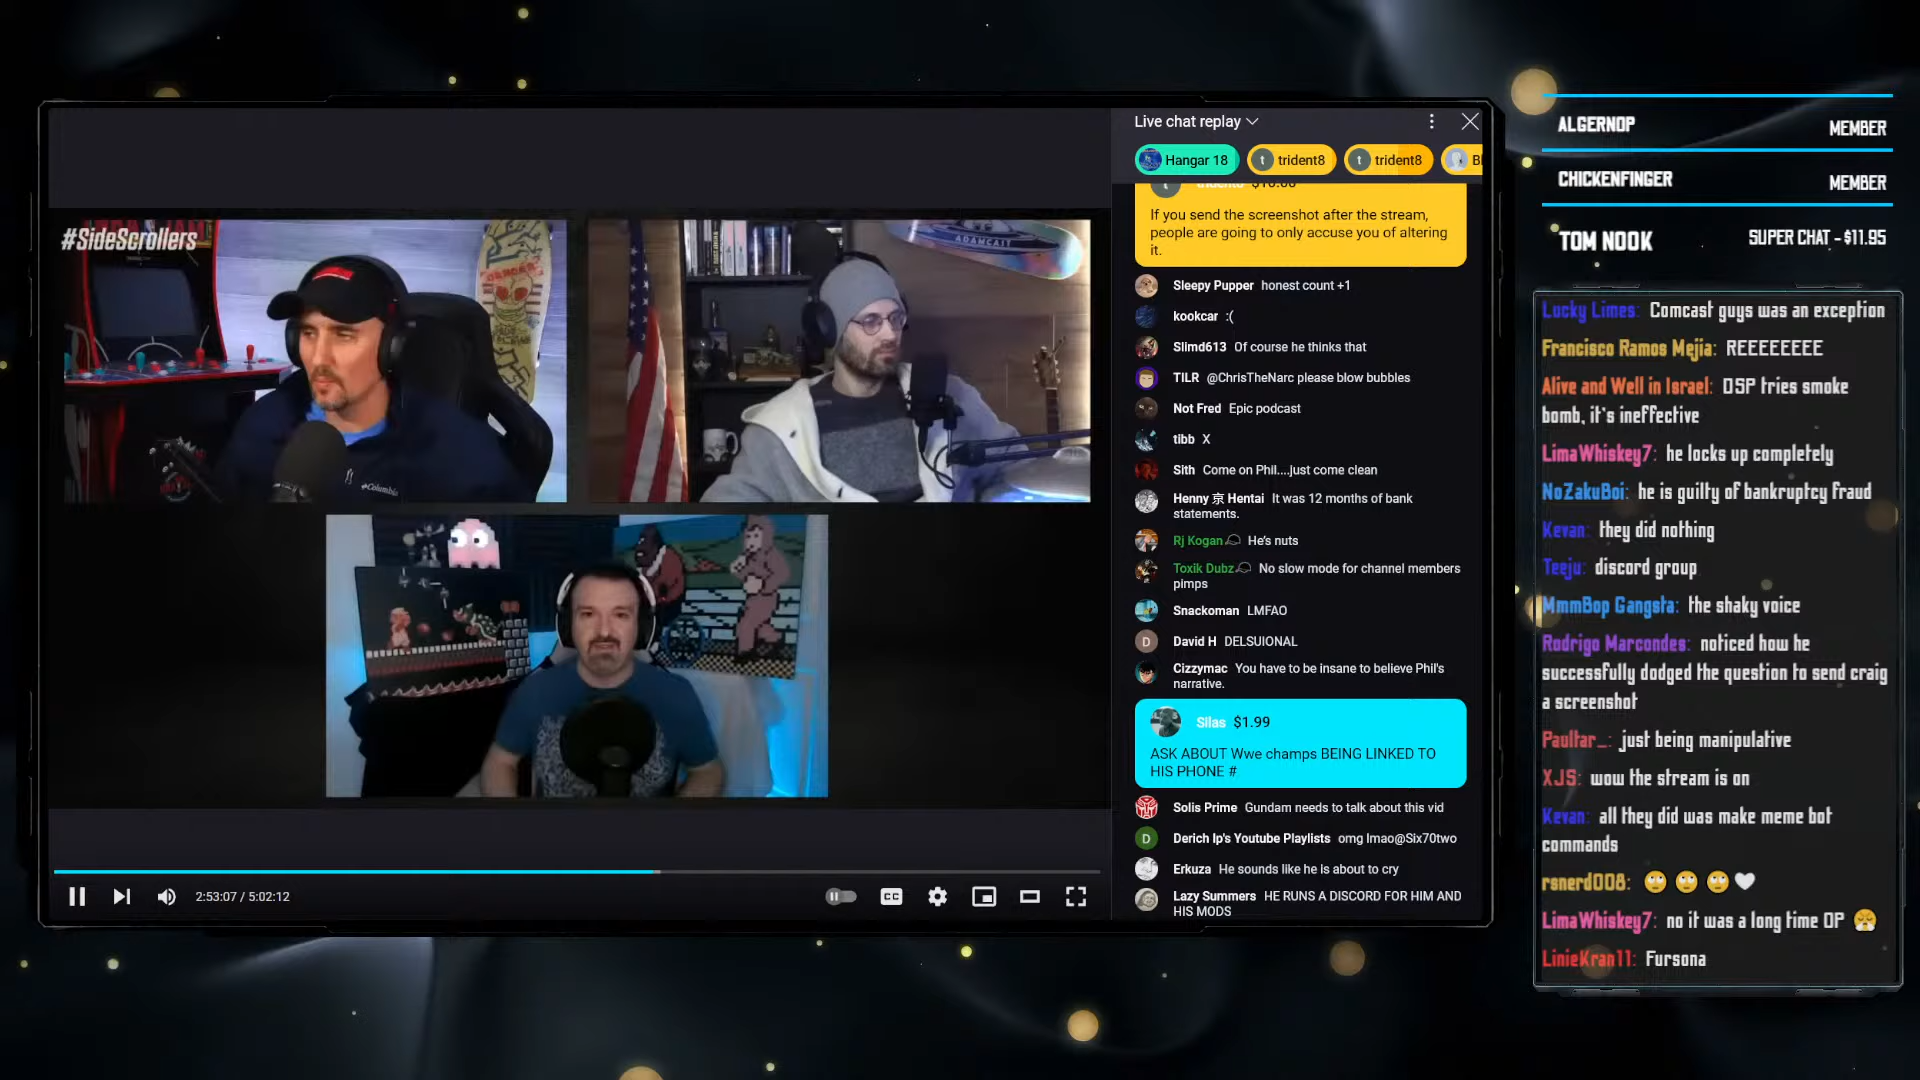 #SideScrollers
ADAMCAST
Columbia
2:53:07 / 5:02:12
CC
Live chat replay
Hangar 18
t trident8
t trident8
If you send the screenshot after the stream,
people are going to only accuse you of altering
it.
Sleepy Pupper honest count +1
kookcar :(
Slimd613 Of course he thinks that
TILR @ChrisTheNarc please blow bubbles
Not Fred Epic podcast
tibb X
Sith Come on Phil....just come clean
Henny 京 Hentai It was 12 months of bank
statements.
Rj Kogan He's nuts
Toxik Dubz No slow mode for channel members
pimps
Snackoman LMFAO
D David H DELSUIONAL
Cizzymac You have to be insane to believe Phil's
narrative.
Silas $1.99
ASK ABOUT Wwe champs BEING LINKED TO
HIS PHONE #
Solis Prime Gundam needs to talk about this vid
D Derich Ip's Youtube Playlists omg lmao@Six70two
Erkuza He sounds like he is about to cry
Lazy Summers HE RUNS A DISCORD FOR HIM AND
HIS MODS
ALGERNOP MEMBER
CHICKENFINGER MEMBER
TOM NOOK SUPER CHAT - $11.95
Lucky Limes: Comcast guys was an exception
Francisco Ramos Mejia: REEEEEEEE
Alive and Well in Israel: DSP tries smoke
bomb, it's ineffective
LimaWhiskey7: he locks up completely
NoZakuBoi: he is guilty of bankruptcy fraud
Kevan: they did nothing
Teeju: discord group
MmmBop Gangsta: the shaky voice
Rodrigo Marcondes: noticed how he
successfully dodged the question to send craig
a screenshot
Paultar_: just being manipulative
XJS: wow the stream is on
Kevan: all they did was make meme bot
commands
rsnerd008: 🙄 🙄 🙄 🤍
LimaWhiskey7: no it was a long time OP 😤
LinieKran11: Fursona